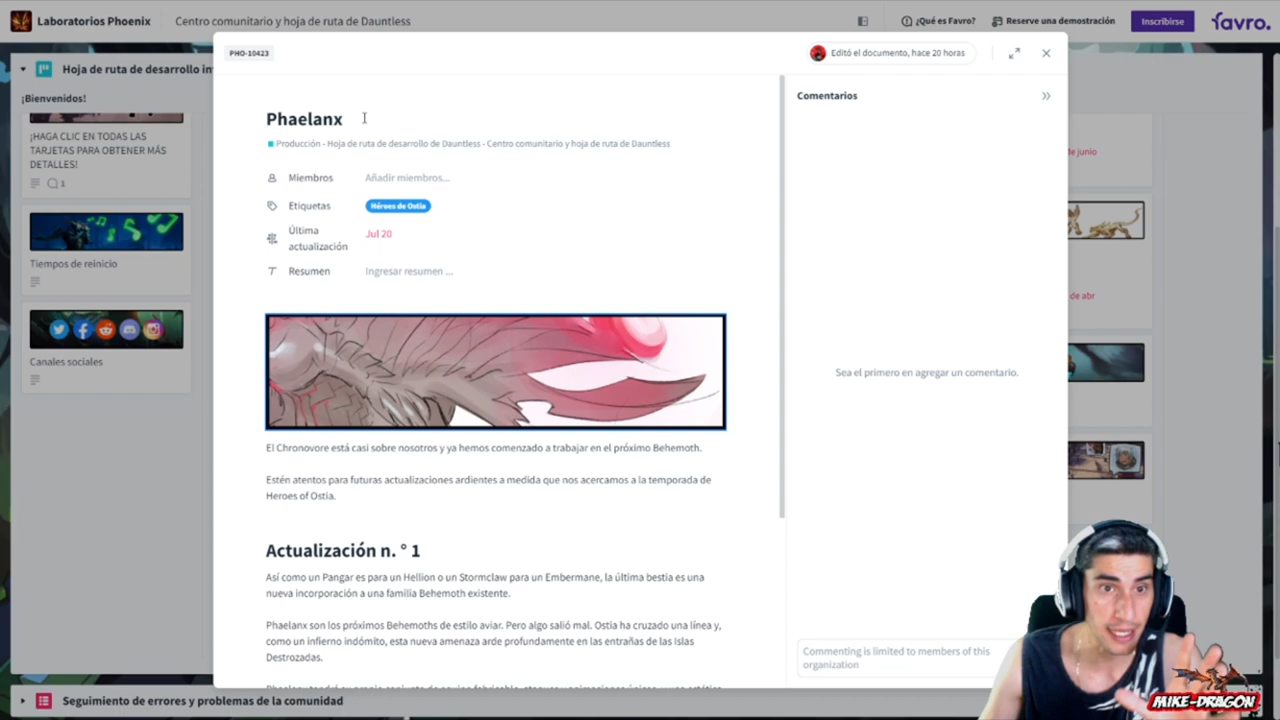 Laboratorios Phoenix
Centro comunitario y hoja de ruta de Dauntless
¿Qué es Favro?
Reserve una demostración
Inscribirse
favro.
PHO-10423
Editó el documento, hace 20 horas
Hoja de ruta de desarrollo in
¡Bienvenidos!
¡HAGA CLIC EN TODAS LAS
TARJETAS PARA OBTENER MÁS
DETALLES!
1
Tiempos de reinicio
Canales sociales
Phaelanx
Producción - Hoja de ruta de desarrollo de Dauntless - Centro comunitario y hoja de ruta de Dauntless
Miembros
Añadir miembros...
Etiquetas
Héroes de Ostia
Última
actualización
Jul 20
Resumen
Ingresar resumen ...
El Chronovore está casi sobre nosotros y ya hemos comenzado a trabajar en el próximo Behemoth.
Estén atentos para futuras actualizaciones ardientes a medida que nos acercamos a la temporada de
Heroes of Ostia.
Actualización n. ° 1
Así como un Pangar es para un Hellion o un Stormclaw para un Embermane, la última bestia es una
nueva incorporación a una familia Behemoth existente.
Phaelanx son los próximos Behemoths de estilo aviar. Pero algo salió mal. Ostia ha cruzado una línea y,
como un infierno indómito, esta nueva amenaza arde profundamente en las entrañas de las Islas
Destrozadas.
Comentarios
Sea el primero en agregar un comentario.
Commenting is limited to members of this
organization
de junio
de abr
Seguimiento de errores y problemas de la comunidad
MIKE-DRAGON